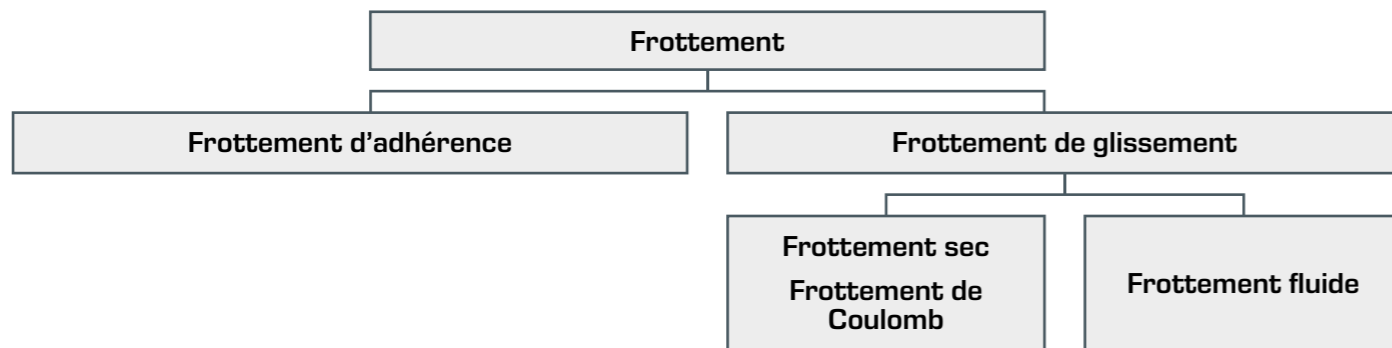 Frottement
Frottement d’adhérence
Frottement de glissement
Frottement sec
Frottement de
Coulomb
Frottement fluide